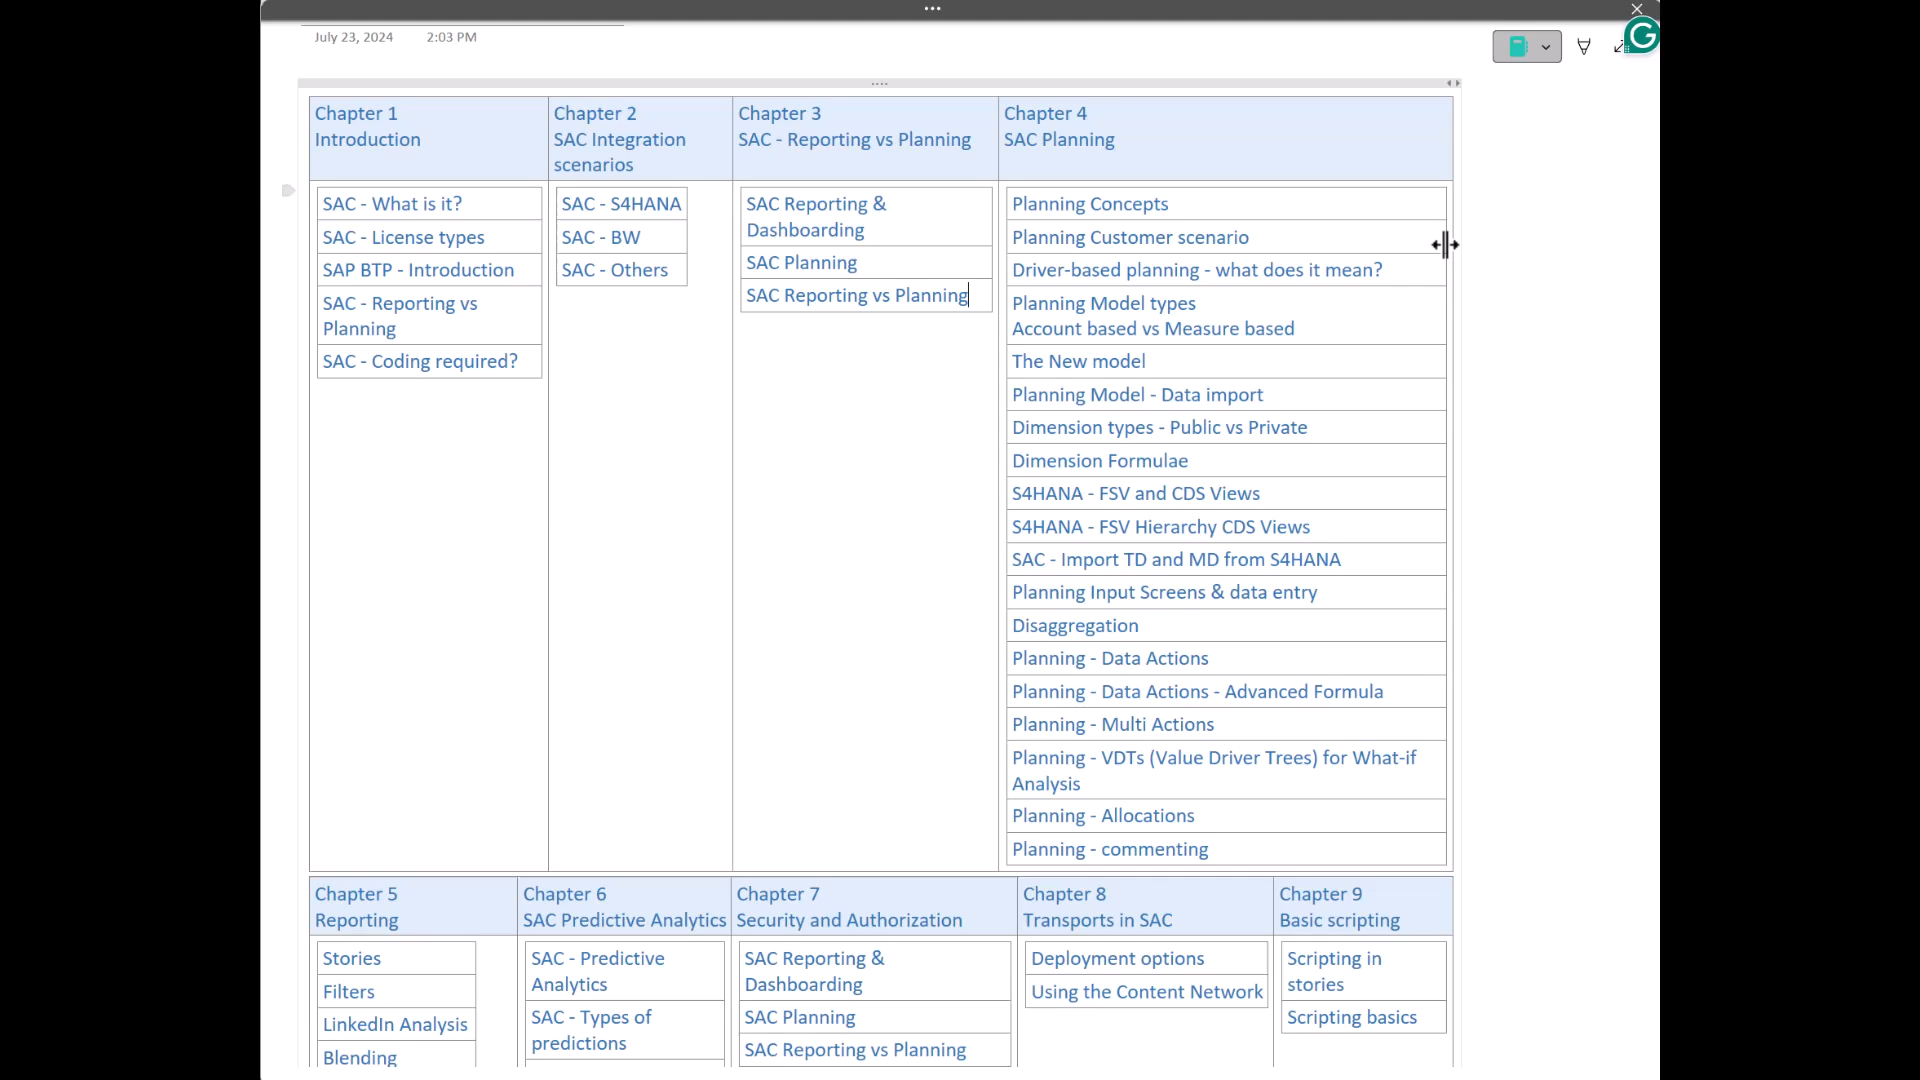 July 23, 2024 2:03 PM
Chapter 1
Introduction
Chapter 2
SAC Integration
scenarios
Chapter 3
SAC - Reporting vs Planning
Chapter 4
SAC Planning
SAC - What is it?
SAC - License types
SAP BTP - Introduction
SAC - Reporting vs
Planning
SAC - Coding required?
SAC - S4HANA
SAC - BW
SAC - Others
SAC Reporting &
Dashboarding
SAC Planning
SAC Reporting vs Planning
Planning Concepts
Planning Customer scenario
Driver-based planning - what does it mean?
Planning Model types
Account based vs Measure based
The New model
Planning Model - Data import
Dimension types - Public vs Private
Dimension Formulae
S4HANA - FSV and CDS Views
S4HANA - FSV Hierarchy CDS Views
SAC - Import TD and MD from S4HANA
Planning Input Screens & data entry
Disaggregation
Planning - Data Actions
Planning - Data Actions - Advanced Formula
Planning - Multi Actions
Planning - VDTs (Value Driver Trees) for What-if
Analysis
Planning - Allocations
Planning - commenting
Chapter 5
Reporting
Chapter 6
SAC Predictive Analytics
Chapter 7
Security and Authorization
Chapter 8
Transports in SAC
Chapter 9
Basic scripting
Stories
Filters
LinkedIn Analysis
Blending
SAC - Predictive
Analytics
SAC - Types of
predictions
SAC Reporting &
Dashboarding
SAC Planning
SAC Reporting vs Planning
Deployment options
Using the Content Network
Scripting in
stories
Scripting basics